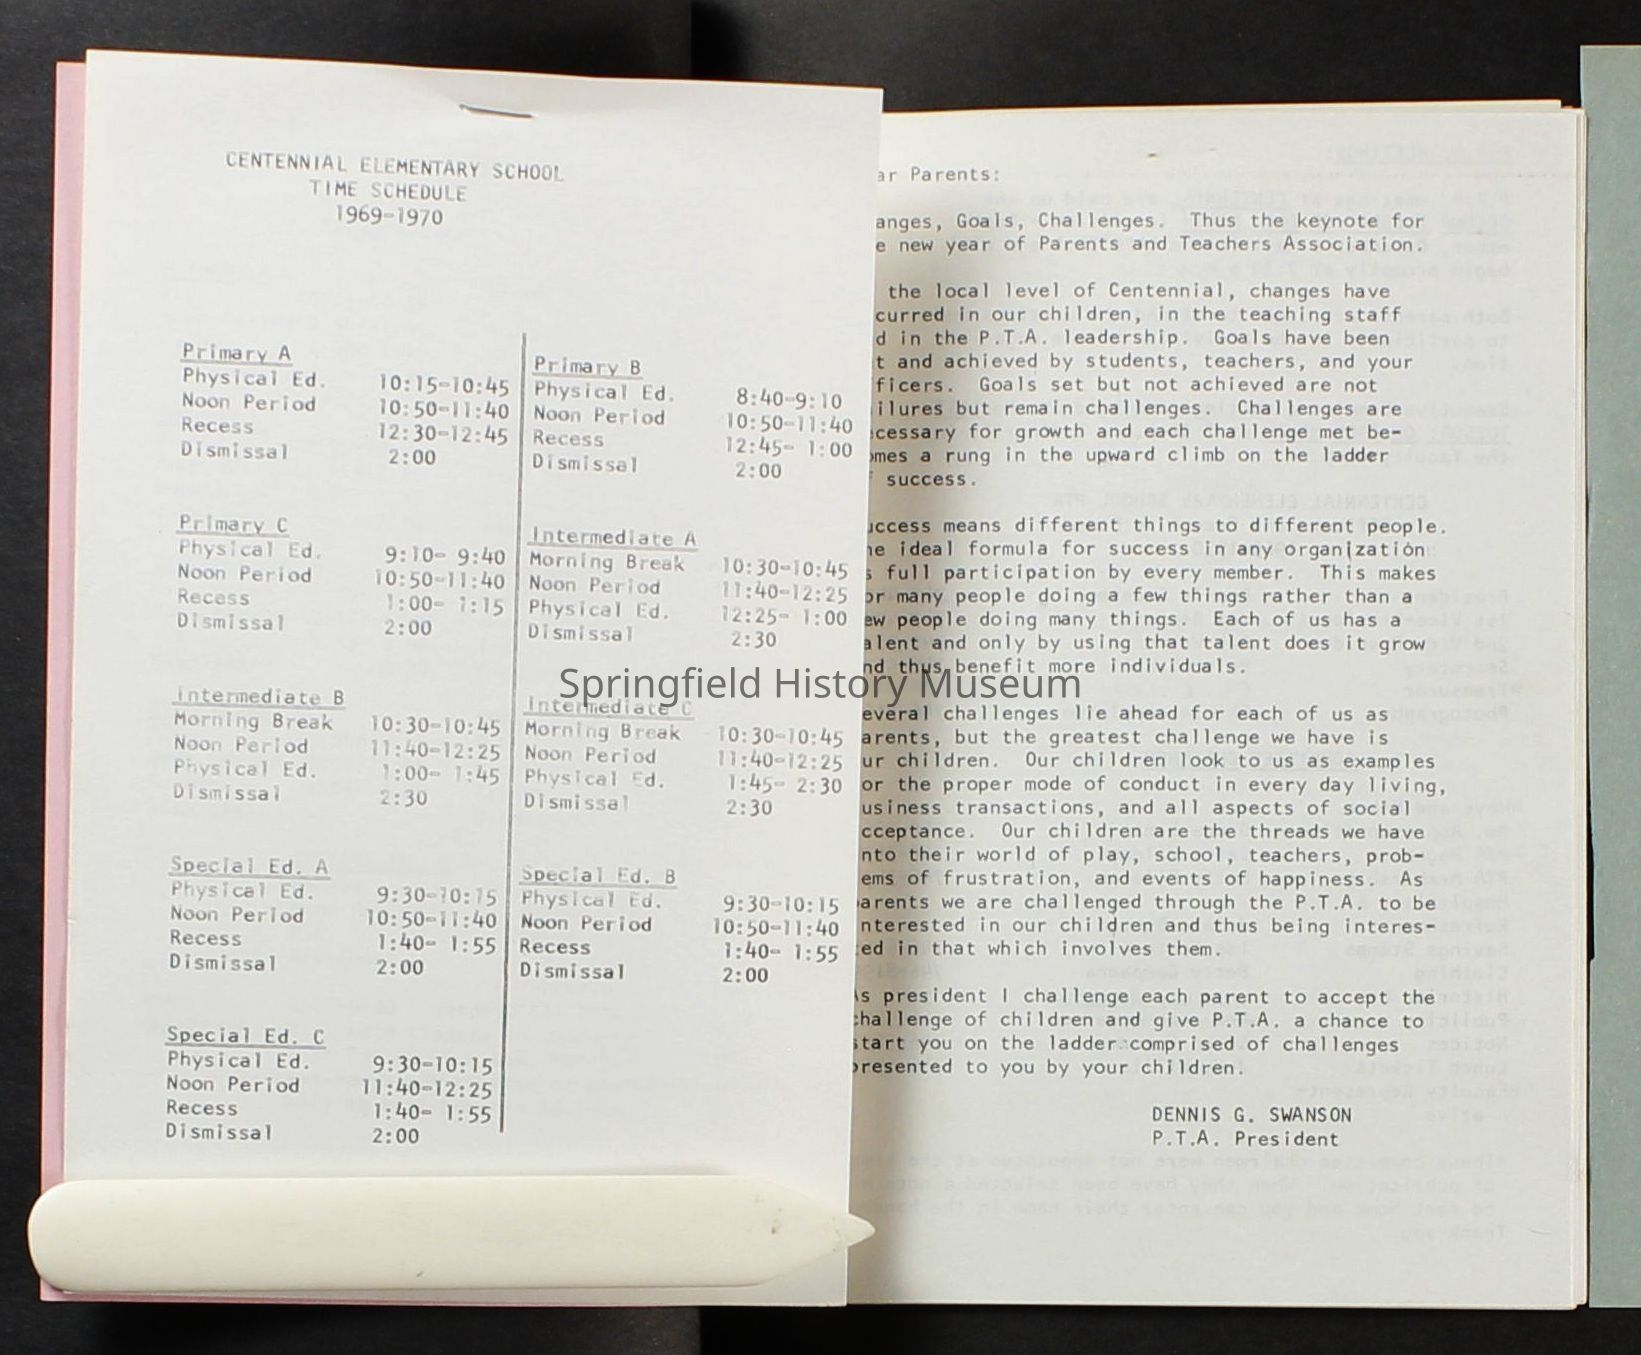 CENTENNIAL ELEMENTARY SCHOOL
TIME SCHEDULE
1969-1970
Primary A
Physical Ed. 10:15-10:45
Noon Period 10:50-11:40
Recess 12:30-12:45
Dismissal 2:00
Primary B
Physical Ed. 8:40-9:10
Noon Period 10:50-11:40
Recess 12:45- 1:00
Dismissal 2:00
Primary C
Physical Ed. 9:10- 9:40
Noon Period 10:50-11:40
Recess 1:00- 1:15
Dismissal 2:00
Intermediate A
Morning Break 10:30-10:45
Noon Period 11:40-12:25
Physical Ed. 12:25- 1:00
Dismissal 2:30
Intermediate B
Morning Break 10:30-10:45
Noon Period 11:40-12:25
Physical Ed. 1:00- 1:45
Dismissal 2:30
Intermediate C
Morning Break 10:30-10:45
Noon Period 11:40-12:25
Physical Ed. 1:45- 2:30
Dismissal 2:30
Special Ed. A
Physical Ed. 9:30-10:15
Noon Period 10:50-11:40
Recess 1:40- 1:55
Dismissal 2:00
Special Ed. B
Physical Ed. 9:30-10:15
Noon Period 10:50-11:40
Recess 1:40- 1:55
Dismissal 2:00
Special Ed. C
Physical Ed. 9:30-10:15
Noon Period 11:40-12:25
Recess 1:40- 1:55
Dismissal 2:00
ar Parents:
anges, Goals, Challenges. Thus the keynote for
e new year of Parents and Teachers Association.
the local level of Centennial, changes have
curred in our children, in the teaching staff
d in the P.T.A. leadership. Goals have been
t and achieved by students, teachers, and your
ficers. Goals set but not achieved are not
ilures but remain challenges. Challenges are
cessary for growth and each challenge met be-
omes a rung in the upward climb on the ladder
success.
uccess means different things to different people.
he ideal formula for success in any organization
s full participation by every member. This makes
or many people doing a few things rather than a
ew people doing many things. Each of us has a
alent and only by using that talent does it grow
nd thus benefit more individuals.
everal challenges lie ahead for each of us as
arents, but the greatest challenge we have is
ur children. Our children look to us as examples
or the proper mode of conduct in every day living,
usiness transactions, and all aspects of social
cceptance. Our children are the threads we have
nto their world of play, school, teachers, prob-
ems of frustration, and events of happiness. As
arents we are challenged through the P.T.A. to be
nterested in our children and thus being interes-
ed in that which involves them.
As president I challenge each parent to accept the
challenge of children and give P.T.A. a chance to
start you on the ladder comprised of challenges
presented to you by your children.
DENNIS G. SWANSON
P.T.A. President
Springfield History Museum